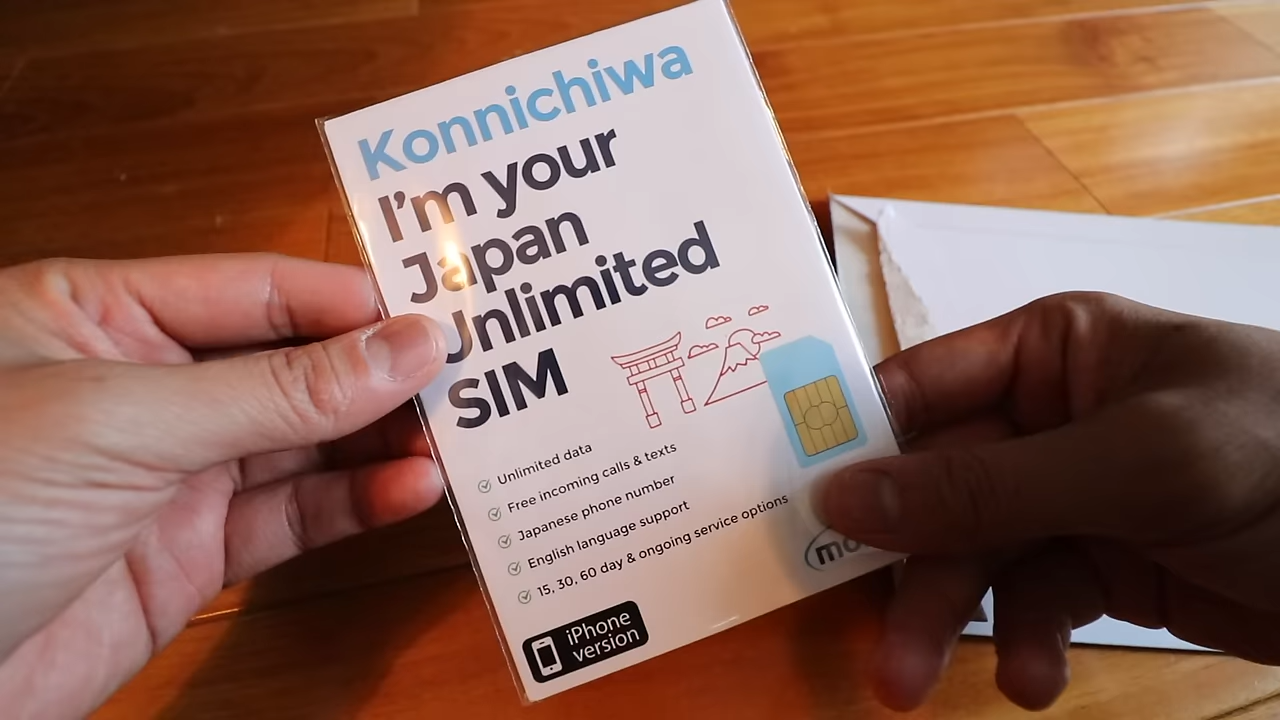 Konnichiwa
I'm your
Japan
Unlimited
SIM
Unlimited data
Free incoming calls & texts
Japanese phone number
English language support
15, 30, 60 day & ongoing service options
iPhone
version